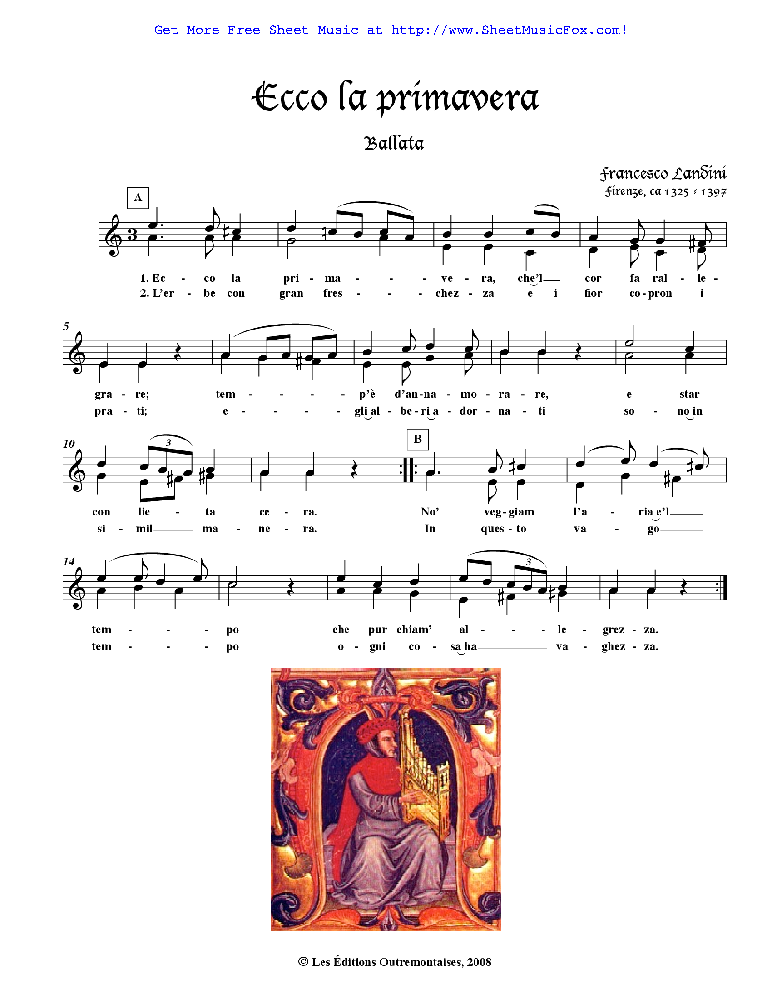 Get More Free Sheet Music at http://www.SheetMusicFox.com!
Ecco la primavera
Ballata
Francesco Landini
Firenze, ca 1325 - 1397
A
3
1. Ec - co la pri - ma - - - ve - ra, che'l _ cor fa ral - le -
2. L'er - be con gran fres - - - chez - za e i fior co - pron i
5
gra - re; tem - - - - p'è d'an - na - mo - ra - re, e star
pra - ti; e - - - - gli al - be - ri a - dor - na - ti so - no in
10
3
B
con lie - - ta ce - ra. No' veg - giam l'a - ria e'l _
si - mil _ ma - ne - ra. In ques - to va - go _
14
3
tem - - - po che pur chiam' al - - - le - grez - za.
tem - - - po o - gni co - sa ha _ va - ghez - za.
© Les Éditions Outremontaises, 2008